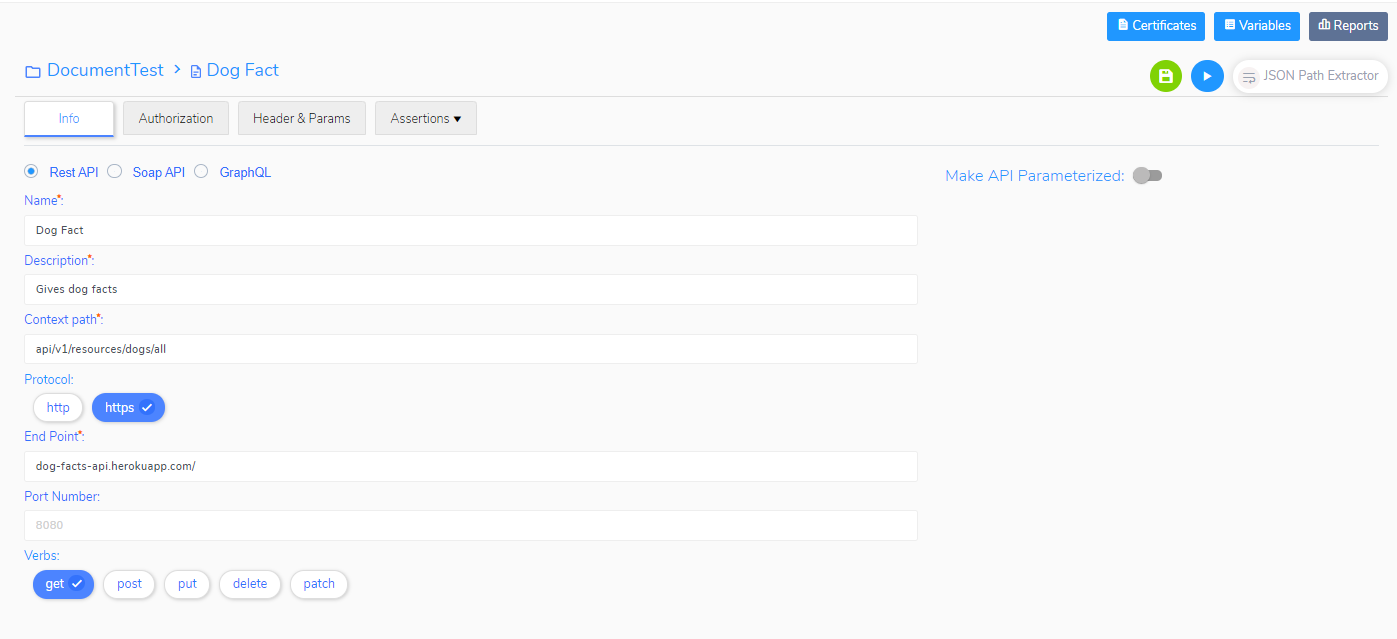 Certificates Variables Reports
DocumentTest > Dog Fact
JSON Path Extractor
Info Authorization Header & Params Assertions ▾
Rest API Soap API GraphQL
Make API Parameterized:
Name*:
Dog Fact
Description*:
Gives dog facts
Context path*:
api/v1/resources/dogs/all
Protocol:
http https
End Point*:
dog-facts-api.herokuapp.com/
Port Number:
8080
Verbs:
get post put delete patch